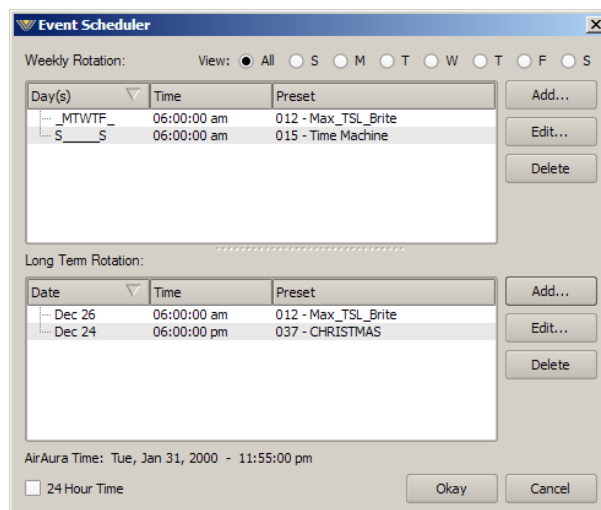 Event Scheduler
Weekly Rotation: View: All S M T W T F S
Day(s) Time Preset Add...
_MTWTF_ 06:00:00 am 012 - Max_TSL_Brite
S_____S 06:00:00 am 015 - Time Machine Edit...
Delete
Long Term Rotation:
Date Time Preset Add...
Dec 26 06:00:00 am 012 - Max_TSL_Brite
Dec 24 06:00:00 pm 037 - CHRISTMAS Edit...
Delete
AirAura Time: Tue, Jan 31, 2000 - 11:55:00 pm
24 Hour Time Okay Cancel